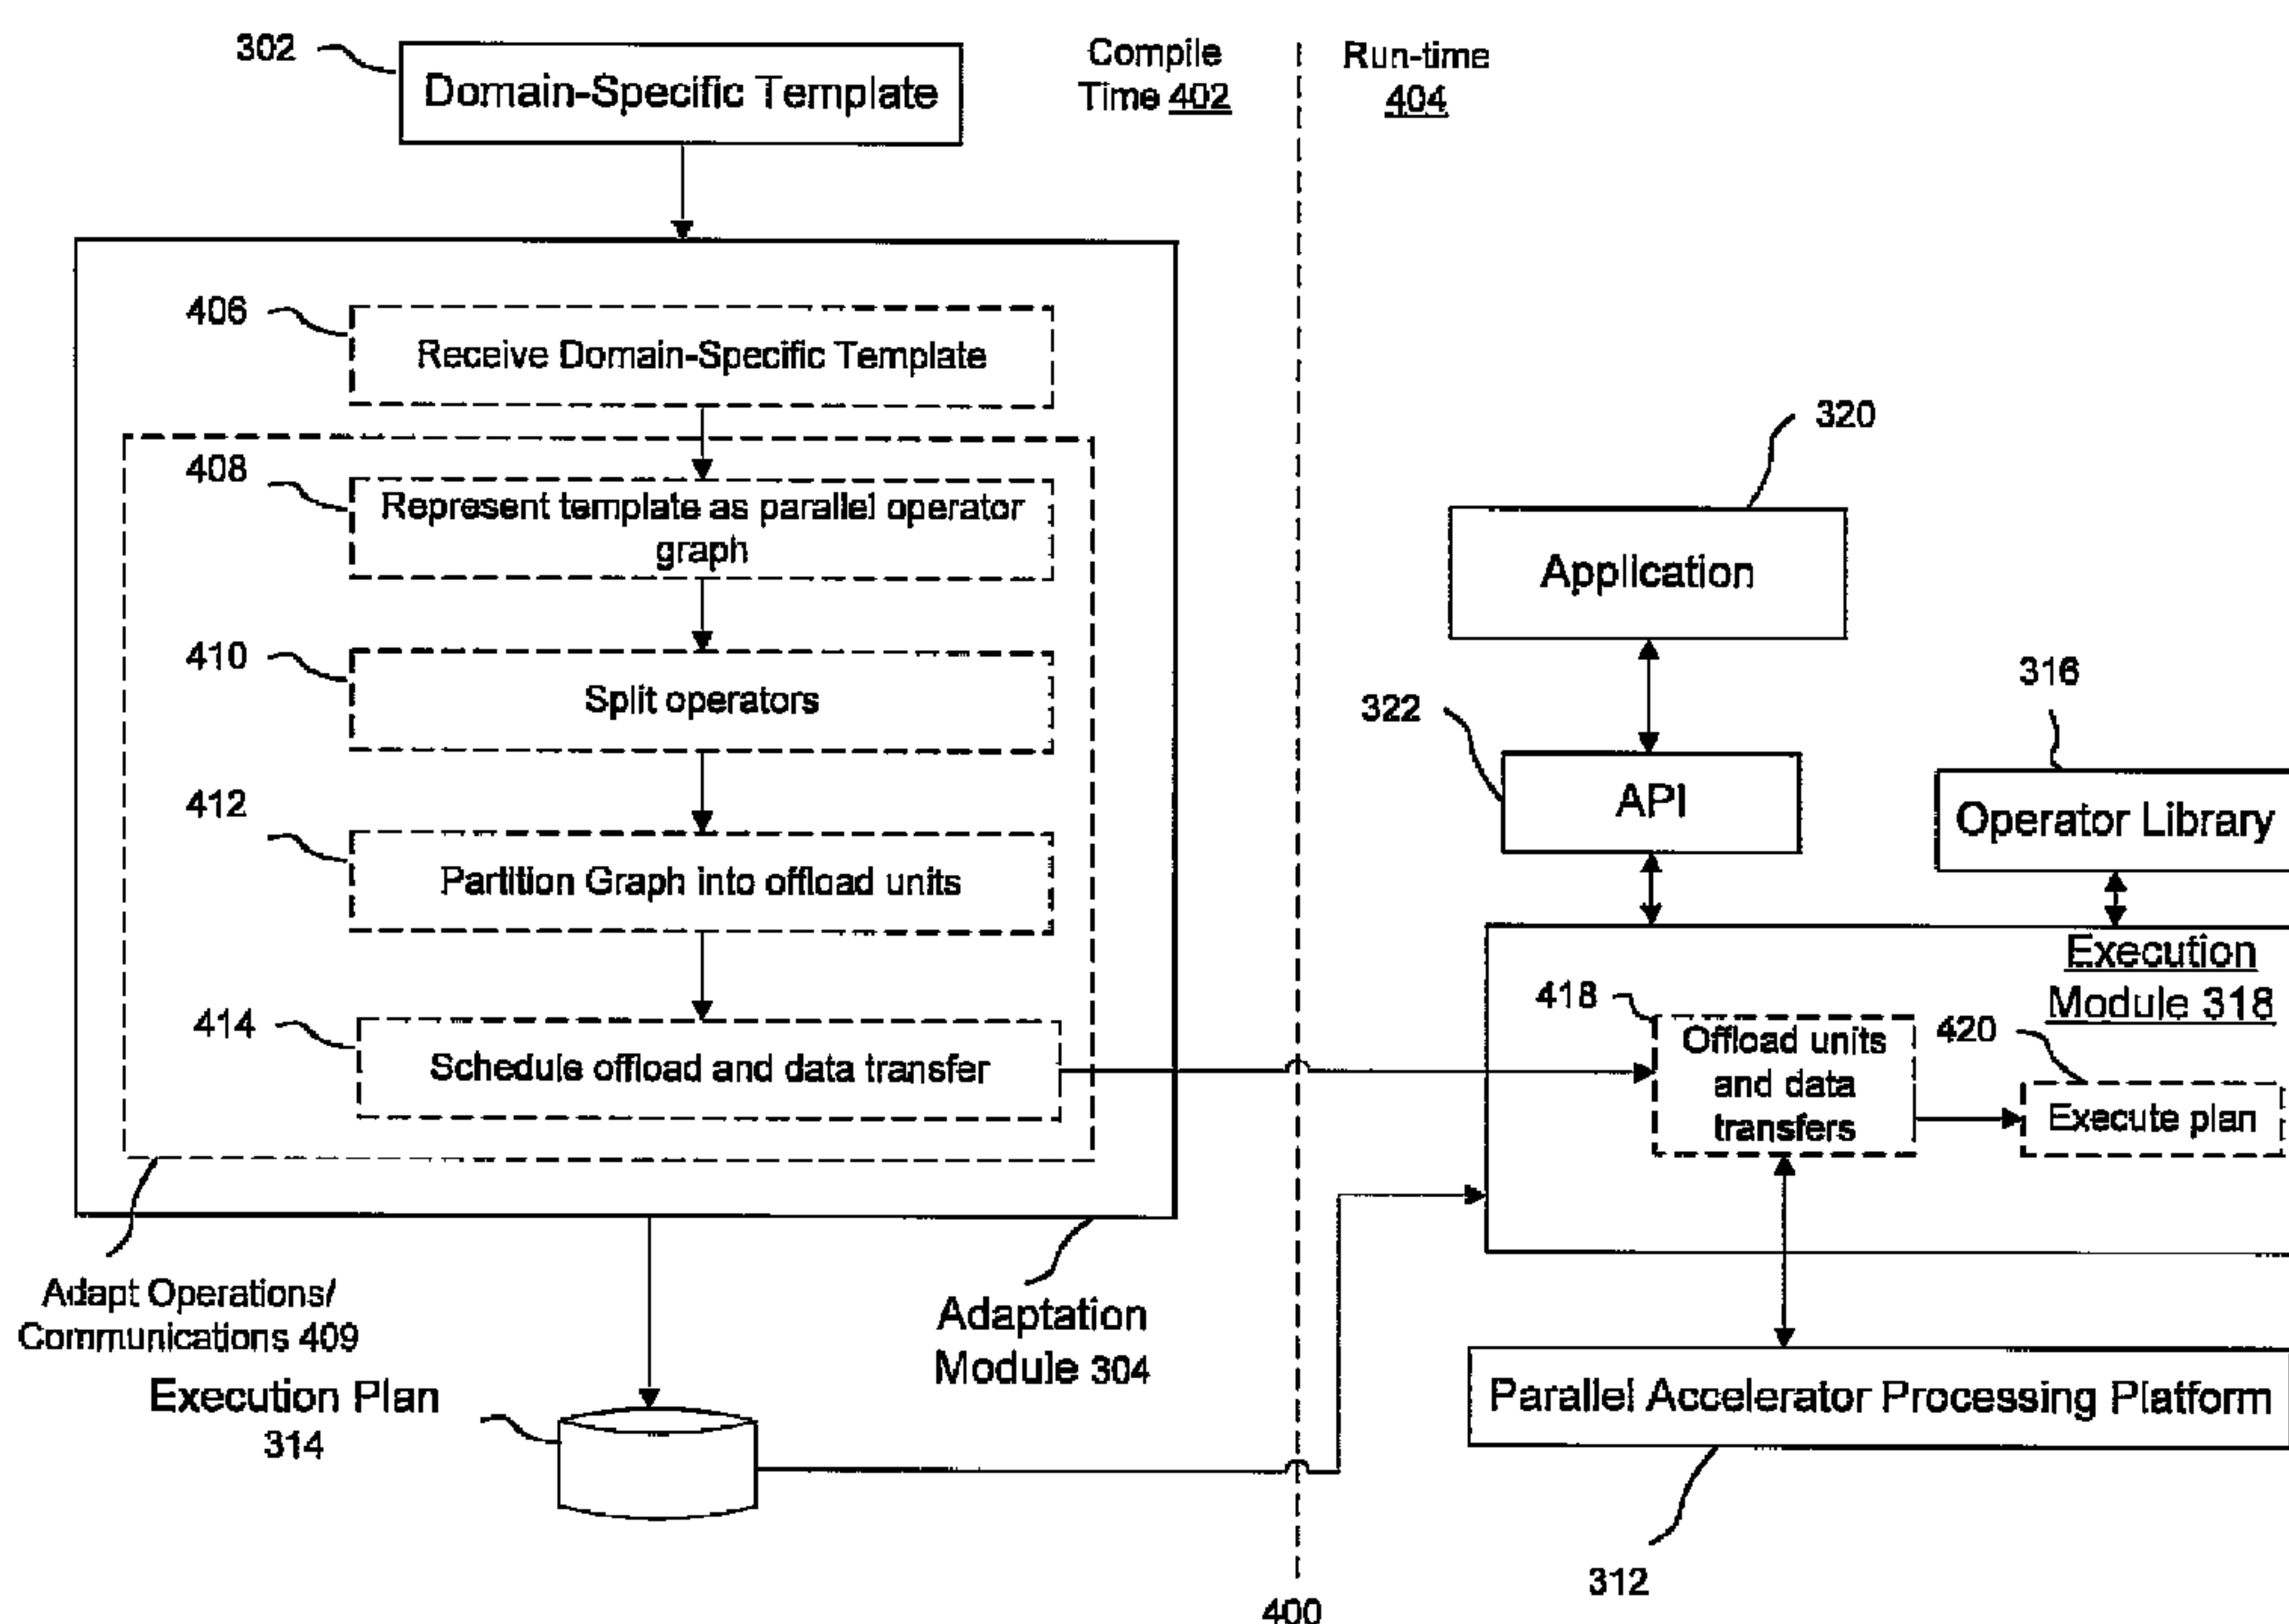 302
Domain-Specific Template
Compile
Time 402
Run-time
404
406
Receive Domain-Specific Template
408
Represent template as parallel operator
graph
410
Split operators
412
Partition Graph into offload units
414
Schedule offload and data transfer
Adapt Operations/
Communications 409
Adaptation
Module 304
Execution Plan
314
320
Application
322
API
316
Operator Library
Execution
Module 318
418
Offload units
and data
transfers
420
Execute plan
Parallel Accelerator Processing Platform
312
400